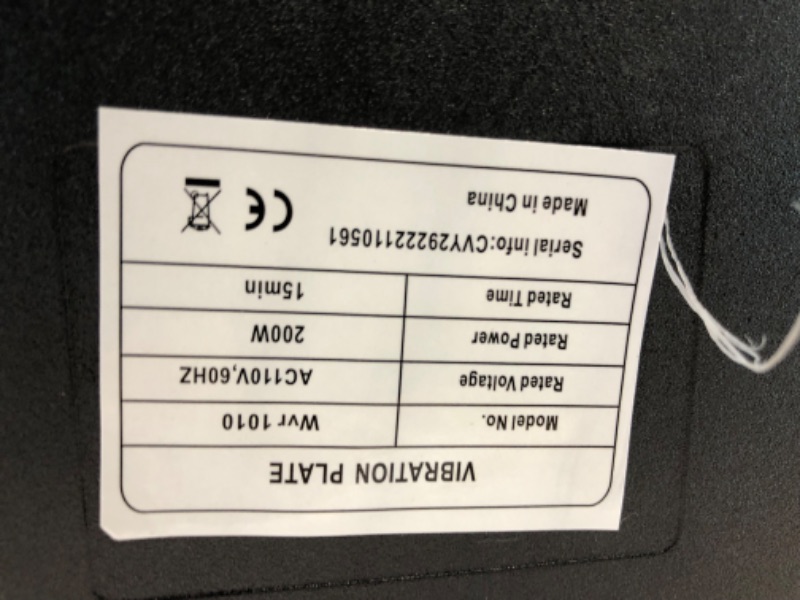 VIBRATION PLATE
Model No. Wvr 1010
Rated Voltage AC110V,60HZ
Rated Power 200W
Rated Time 15min
Serial info:CVY29222110561
Made in China
CE